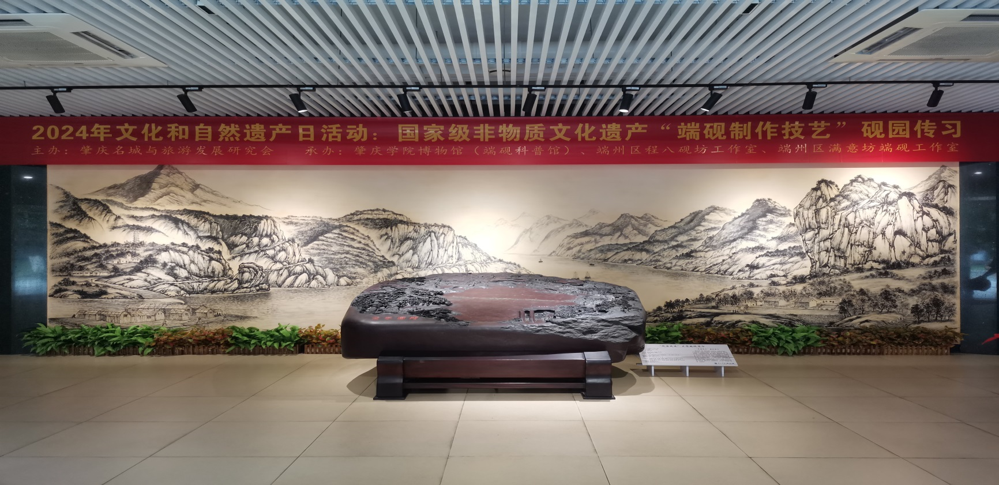 2024年文化和自然遗产日活动：国家级非物质文化遗产“端砚制作技艺”砚园传习
主办：肇庆名城与旅游发展研究会　承办：肇庆学院博物馆（端砚科普馆）、端州区程八砚坊工作室、端州区满意坊端砚工作室